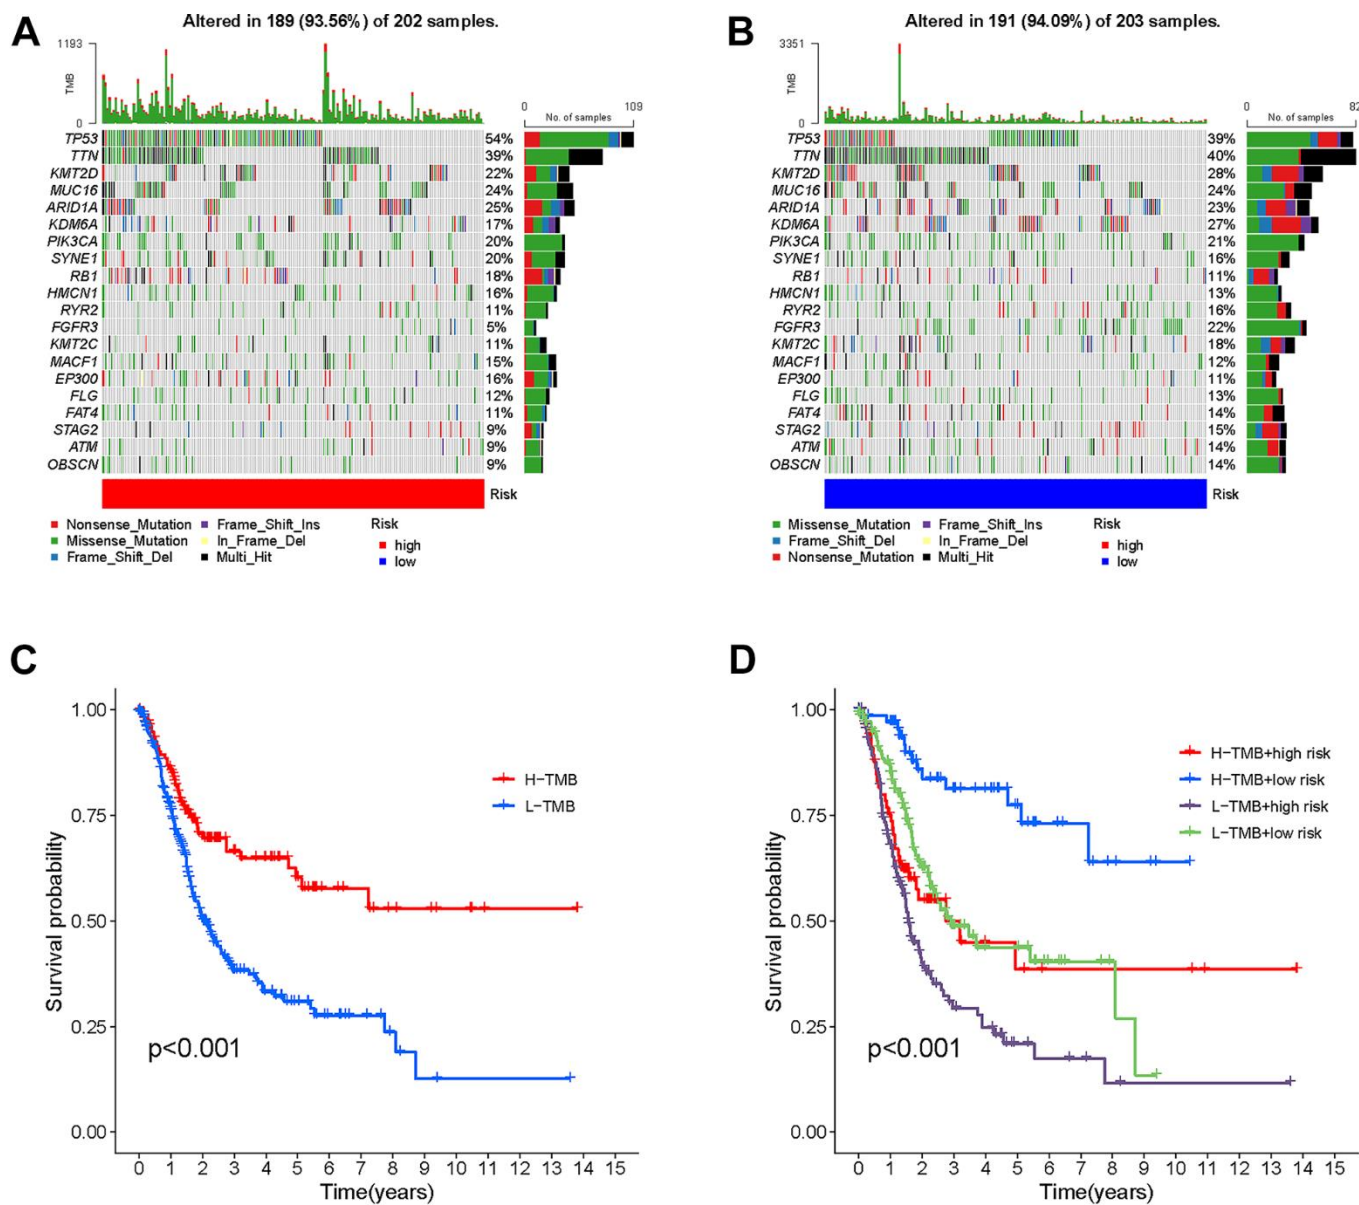 A
Altered in 189 (93.56%) of 202 samples.
1193
TMB
0
0 109
No. of samples
TP53 54%
TTN 39%
KMT2D 22%
MUC16 24%
ARID1A 25%
KDM6A 17%
PIK3CA 20%
SYNE1 20%
RB1 18%
HMCN1 16%
RYR2 11%
FGFR3 5%
KMT2C 11%
MACF1 15%
EP300 16%
FLG 12%
FAT4 11%
STAG2 9%
ATM 9%
OBSCN 9%
Risk
Nonsense_Mutation Frame_Shift_Ins Risk
Missense_Mutation In_Frame_Del high
Frame_Shift_Del Multi_Hit low
B
Altered in 191 (94.09%) of 203 samples.
3351
TMB
0
0 82
No. of samples
TP53 39%
TTN 40%
KMT2D 28%
MUC16 24%
ARID1A 23%
KDM6A 27%
PIK3CA 21%
SYNE1 16%
RB1 11%
HMCN1 13%
RYR2 16%
FGFR3 22%
KMT2C 18%
MACF1 12%
EP300 11%
FLG 13%
FAT4 14%
STAG2 15%
ATM 14%
OBSCN 14%
Risk
Missense_Mutation Frame_Shift_Ins Risk
Frame_Shift_Del In_Frame_Del high
Nonsense_Mutation Multi_Hit low
C
Survival probability
1.00
0.75
0.50
0.25
0.00
H-TMB
L-TMB
p<0.001
0 1 2 3 4 5 6 7 8 9 10 11 12 13 14 15
Time(years)
D
Survival probability
1.00
0.75
0.50
0.25
0.00
H-TMB+high risk
H-TMB+low risk
L-TMB+high risk
L-TMB+low risk
p<0.001
0 1 2 3 4 5 6 7 8 9 10 11 12 13 14 15
Time(years)